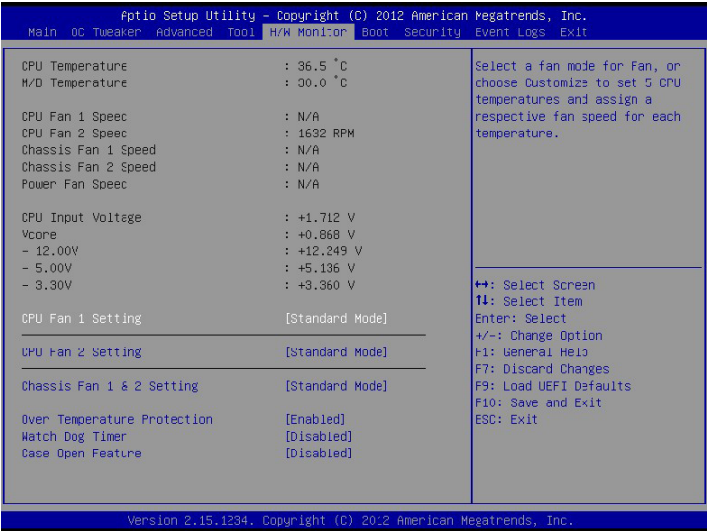 Aptio Setup Utility – Copyright (C) 2012 American Megatrends, Inc.
Main OC Tweaker Advanced Tool H/W Monitor Boot Security Event Logs Exit
CPU Temperature : 36.5 °C
M/B Temperature : 30.0 °C
CPU Fan 1 Speed : N/A
CPU Fan 2 Speed : 1632 RPM
Chassis Fan 1 Speed : N/A
Chassis Fan 2 Speed : N/A
Power Fan Speed : N/A
CPU Input Voltage : +1.712 V
Vcore : +0.868 V
– 12.00V : +12.249 V
– 5.00V : +5.136 V
– 3.30V : +3.360 V
CPU Fan 1 Setting [Standard Mode]
CPU Fan 2 Setting [Standard Mode]
Chassis Fan 1 & 2 Setting [Standard Mode]
Over Temperature Protection [Enabled]
Watch Dog Timer [Disabled]
Case Open Feature [Disabled]
Select a fan mode for Fan, or
choose Customize to set 5 CPU
temperatures and assign a
respective fan speed for each
temperature.
↔: Select Screen
↑↓: Select Item
Enter: Select
+/–: Change Option
F1: General Help
F7: Discard Changes
F9: Load UEFI Defaults
F10: Save and Exit
ESC: Exit
Version 2.15.1234. Copyright (C) 2012 American Megatrends, Inc.